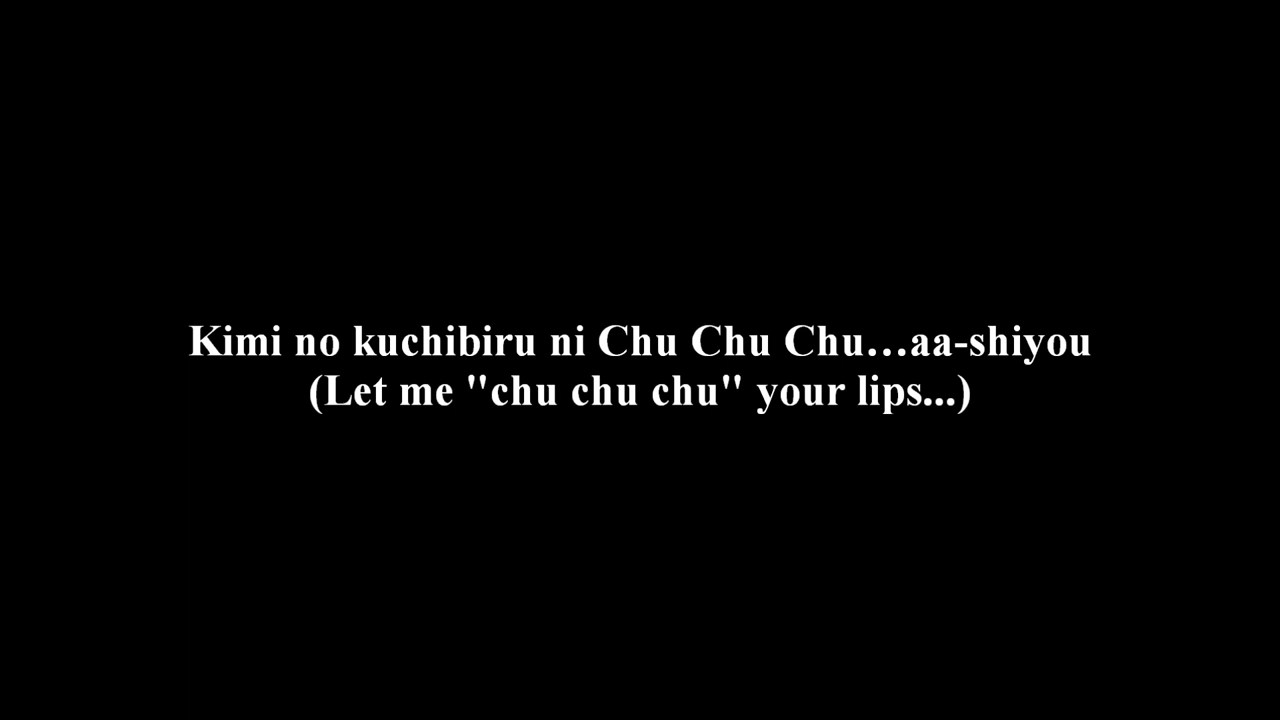 Kimi no kuchibiru ni Chu Chu Chu…aa-shiyou
(Let me "chu chu chu" your lips...)